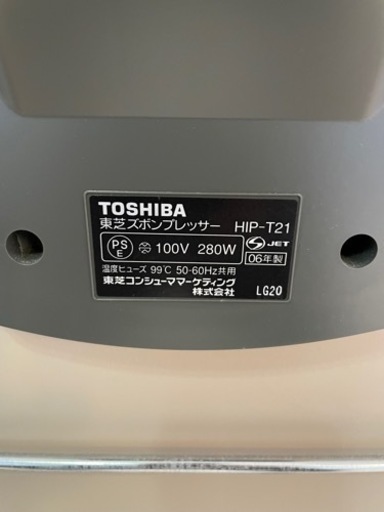 TOSHIBA
東芝ズボンプレッサー HIP-T21
PS E 100V 280W S JET
温度ヒューズ 99℃ 50-60Hz共用 06年製
東芝コンシューママーケティング
株式会社 LG20